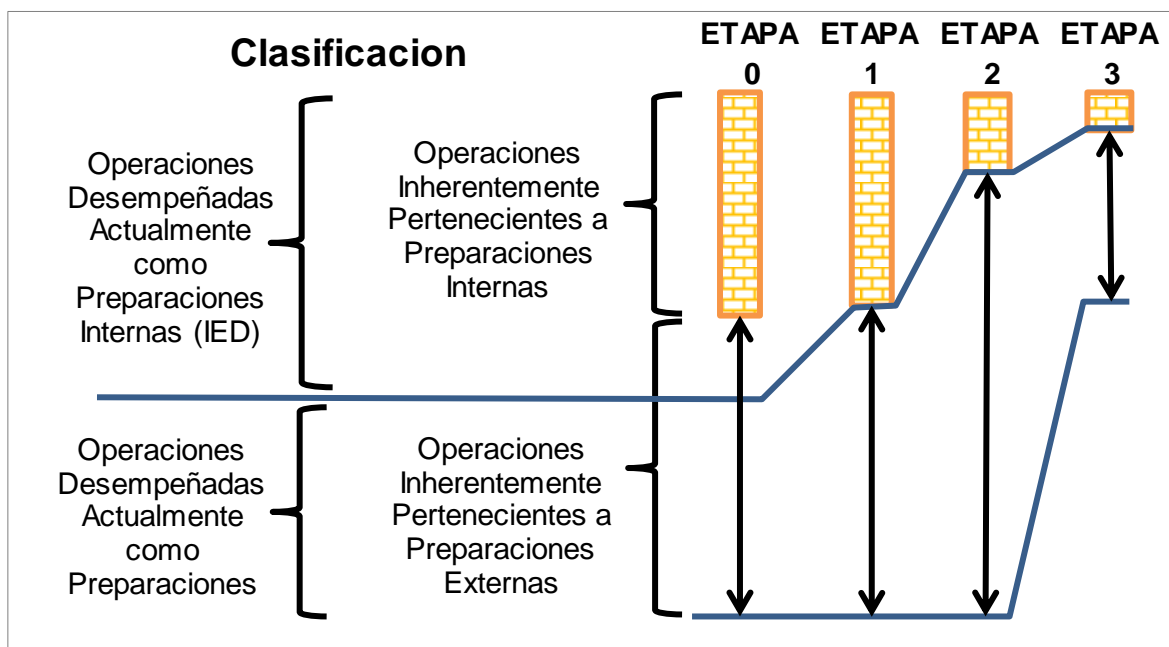 Clasificacion
ETAPA
0
ETAPA
1
ETAPA
2
ETAPA
3
Operaciones
Desempeñadas
Actualmente
como
Preparaciones
Internas (IED)
Operaciones
Inherentemente
Pertenecientes a
Preparaciones
Internas
Operaciones
Desempeñadas
Actualmente
como
Preparaciones
Operaciones
Inherentemente
Pertenecientes a
Preparaciones
Externas